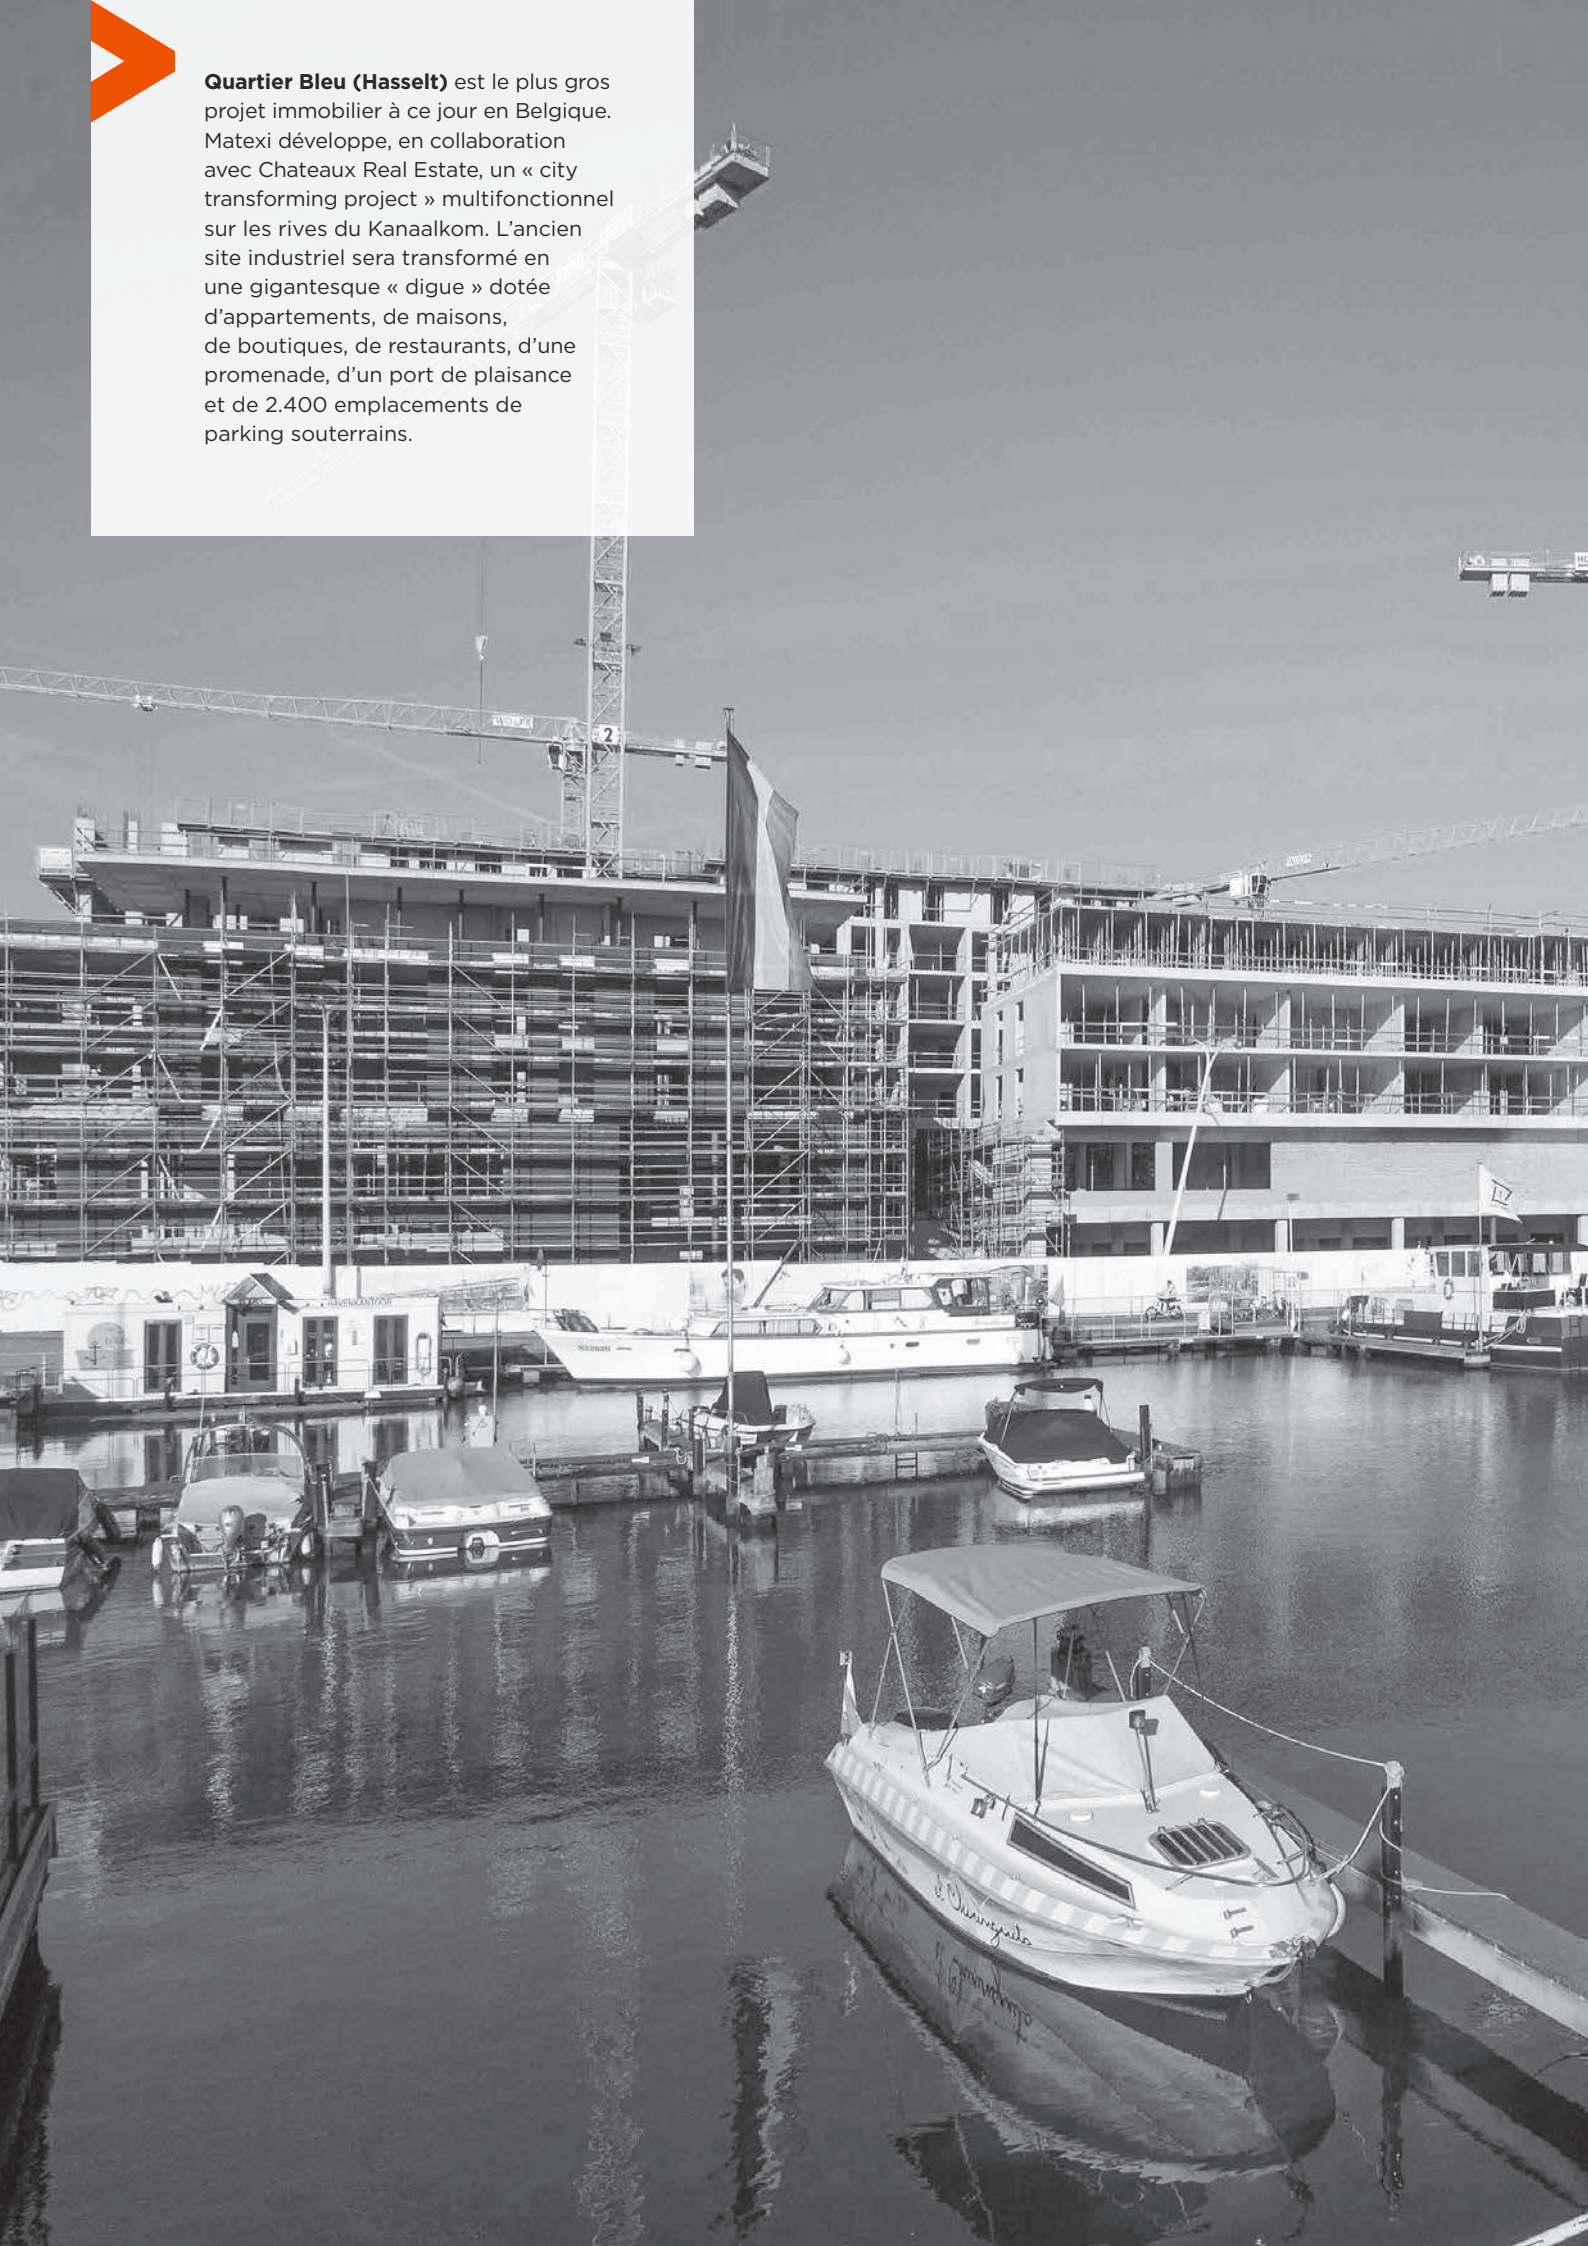 Quartier Bleu (Hasselt) est le plus gros
projet immobilier à ce jour en Belgique.
Matexi développe, en collaboration
avec Chateaux Real Estate, un « city
transforming project » multifonctionnel
sur les rives du Kanaalkom. L’ancien
site industriel sera transformé en
une gigantesque « digue » dotée
d’appartements, de maisons,
de boutiques, de restaurants, d’une
promenade, d’un port de plaisance
et de 2.400 emplacements de
parking souterrains.
WOLFF
2
HAVENKANTOOR